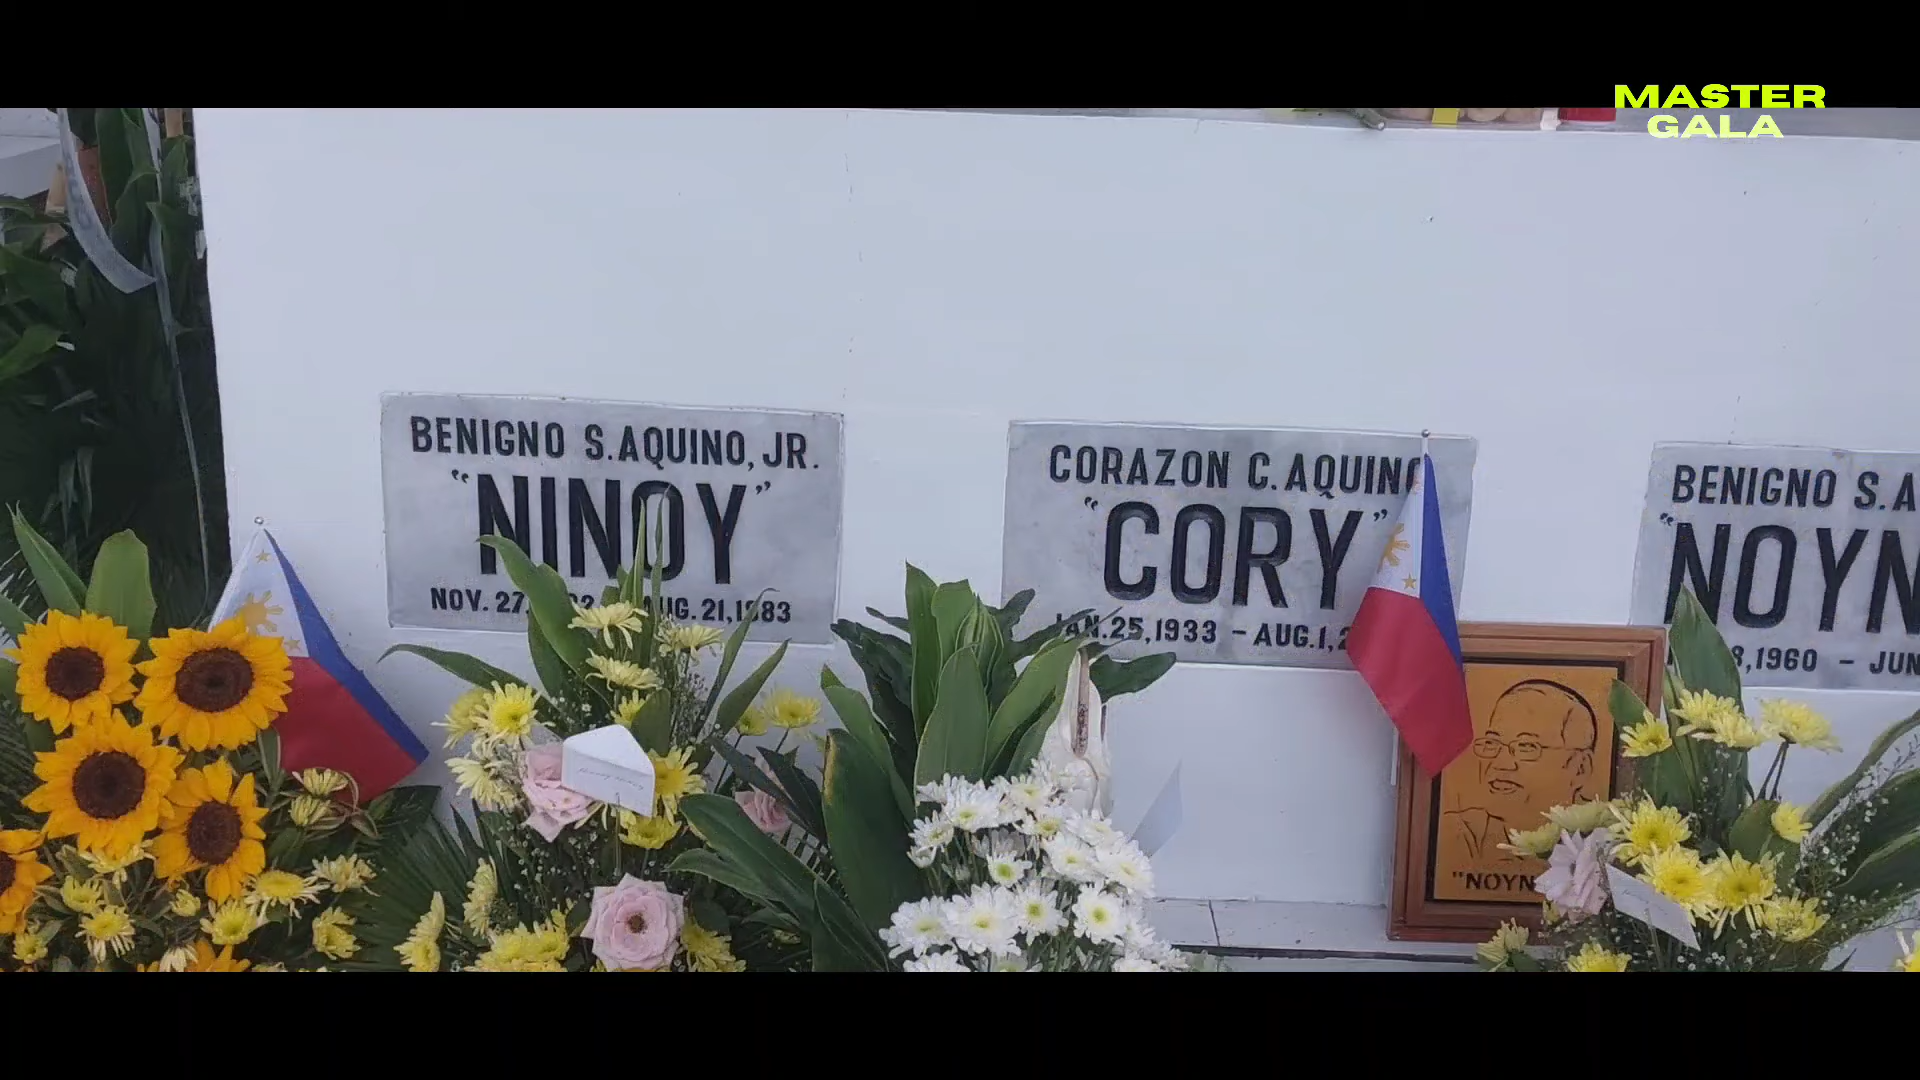 MASTER
GALA
BENIGNO S. AQUINO, JR.
"NINOY"
NOV. 27, AUG. 21, 1983
CORAZON C. AQUINO
"CORY"
JAN. 25, 1933 - AUG. 1,
BENIGNO S. A
"NOYN
8, 1960 - JUN
"NOYN